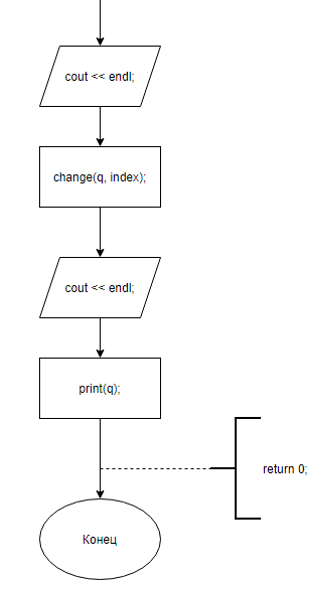 cout << endl;
change(q, index);
cout << endl;
print(q);
return 0;
Конец